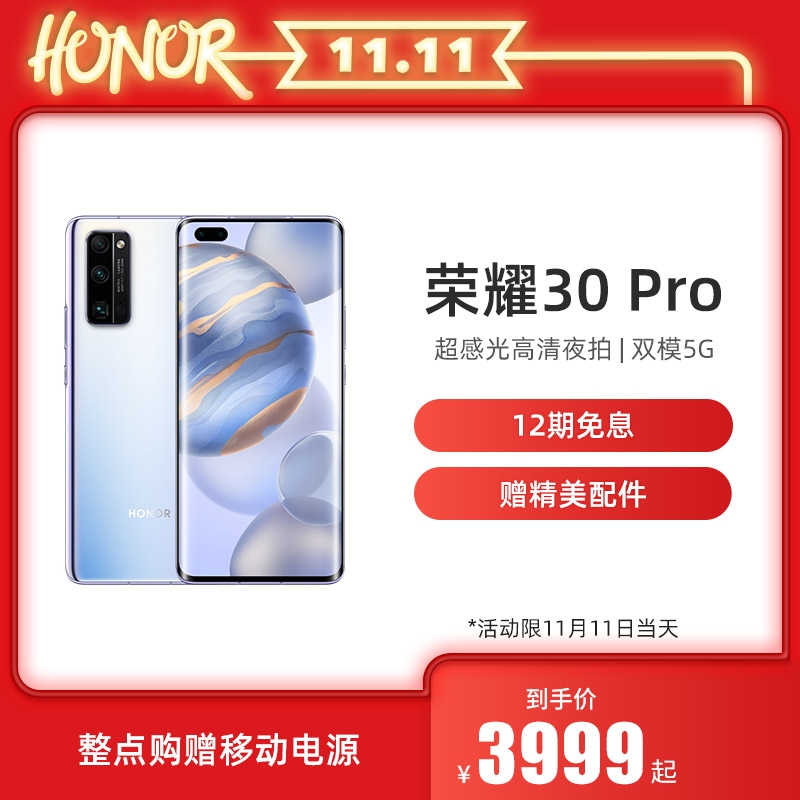 HONOR 11.11
荣耀30 Pro
超感光高清夜拍|双模5G
12期免息
赠精美配件
HONOR
*活动限11月11日当天
到手价
¥3999起
整点购赠移动电源